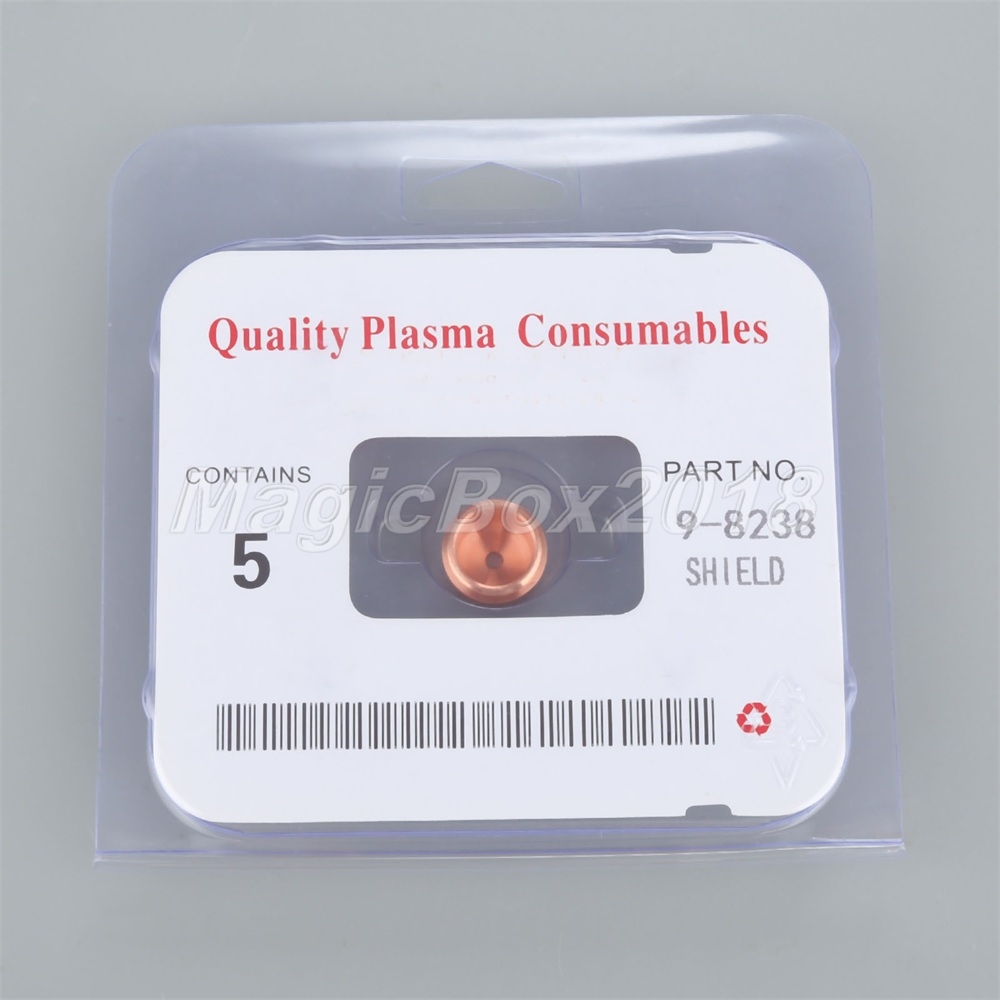 Quality Plasma Consumables
CONTAINS
5
PART NO.
9-8238
SHIELD
MagicBox2018